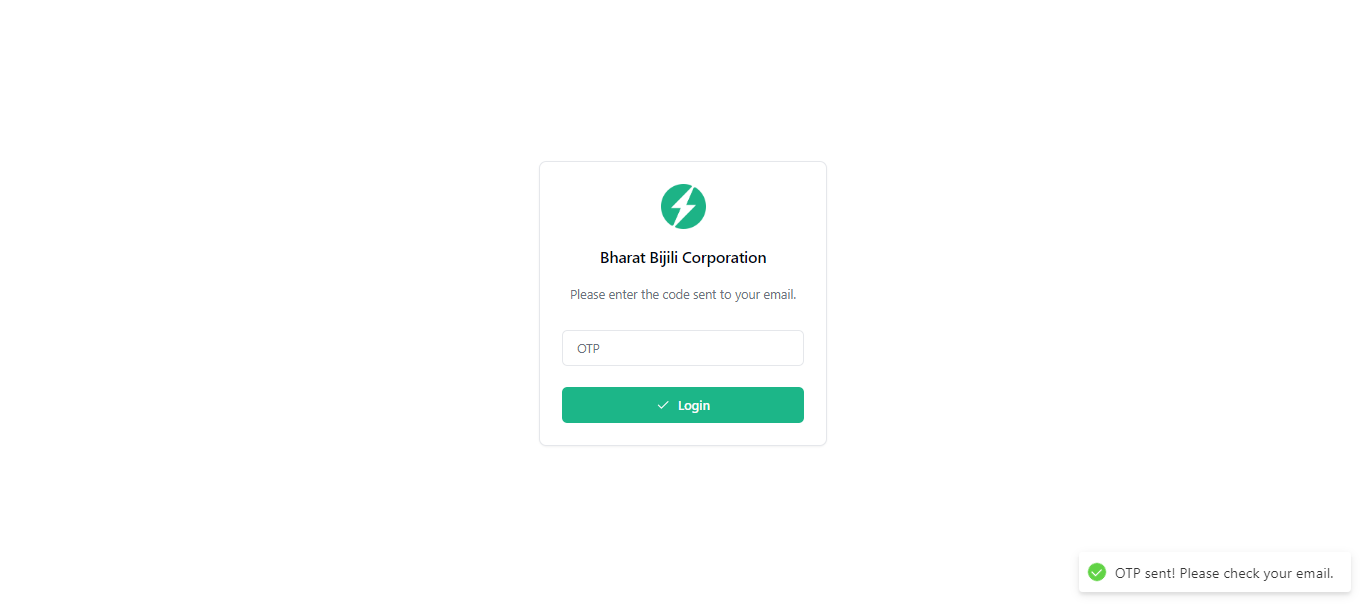 Bharat Bijili Corporation
Please enter the code sent to your email.
OTP
Login
OTP sent! Please check your email.